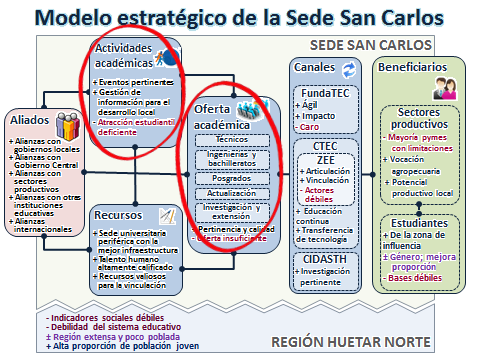 Modelo estratégico de la Sede San Carlos
SEDE SAN CARLOS
Actividades
académicas
+ Eventos pertinentes
+ Gestión de
información para el
desarrollo local
- Atracción estudiantil
deficiente
Aliados
+ Alianzas con
gobiernos locales
+ Alianzas con
Gobierno Central
+ Alianzas con
sectores
productivos
+ Alianzas con otras
instituciones
educativas
+ Alianzas
internacionales
Recursos
+ Sede universitaria
periférica con la
mejor infraestructura
+ Talento humano
altamente calificado
+ Recursos valiosos
para la vinculación
Oferta
académica
Técnicos
Ingenierías y
bachilleratos
Posgrados
Actualización
Investigación y
extensión
+ Pertinencia y calidad
- Oferta insuficiente
Canales
FundaTEC
+ Ágil
+ Impacto
- Caro
CTEC
ZEE
+ Articulación
+ Vinculación
- Actores
débiles
+ Educación
continua
+ Transferencia
de tecnología
CIDASTH
+ Investigación
pertinente
Beneficiarios
Sectores
productivos
- Mayoría pymes
con limitaciones
+ Vocación
agropecuaria
+ Potencial
productivo local
Estudiantes
+ De la zona de
influencia
± Género; mejora
proporción
- Bases débiles
- Indicadores sociales débiles
- Debilidad del sistema educativo
± Región extensa y poco poblada
+ Alta proporción de población joven
REGIÓN HUETAR NORTE